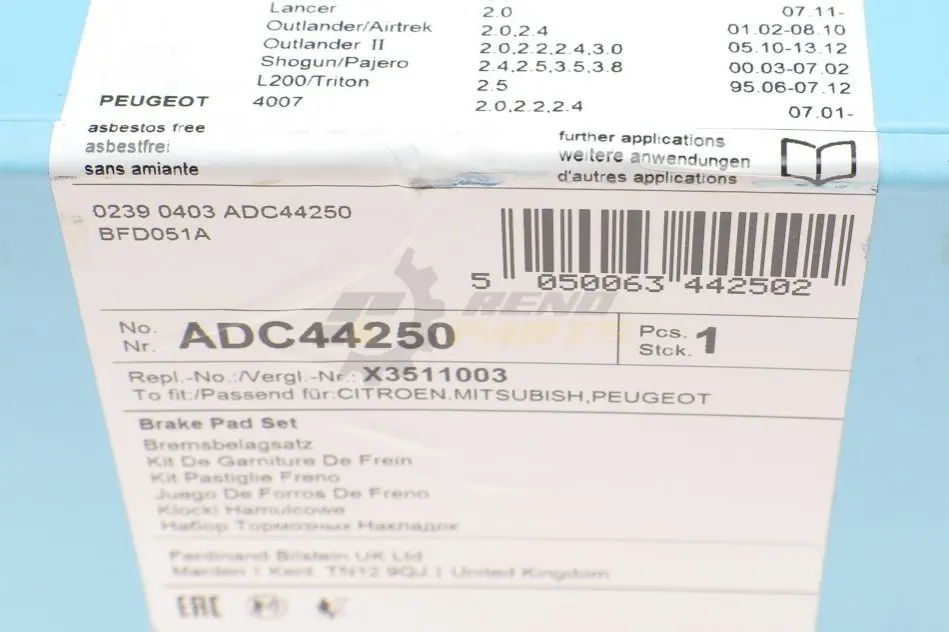 Lancer 2.0 07.11-
Outlander/Airtrek 2.0,2.4 01.02-08.10
Outlander II 2.0,2.2,2.4,3.0 05.10-13.12
Shogun/Pajero 2.4,2.5,3.5,3.8 00.03-07.02
L200/Triton 2.5 95.06-07.12
PEUGEOT 4007 2.0,2.2,2.4 07.01-
asbestos free
asbestfrei
sans amiante
further applications
weitere anwendungen
d'autres applications
0239 0403 ADC44250
BFD051A
5 050063 442502
RENO
PARTS
No.
Nr. ADC44250
Pcs.
Stck. 1
Repl.-No.:/Vergl.-Nr.: X3511003
To fit:/Passend für:CITROEN.MITSUBISH,PEUGEOT
Brake Pad Set
Bremsbelagsatz
Kit De Garniture De Frein
Kit Pastiglie Freno
Juego De Forros De Freno
Klocki Hamulcowe
Набор Тормозных Накладок
Ferdinand Bilstein UK Ltd
Marden | Kent TN12 9QJ | United Kingdom
EAC